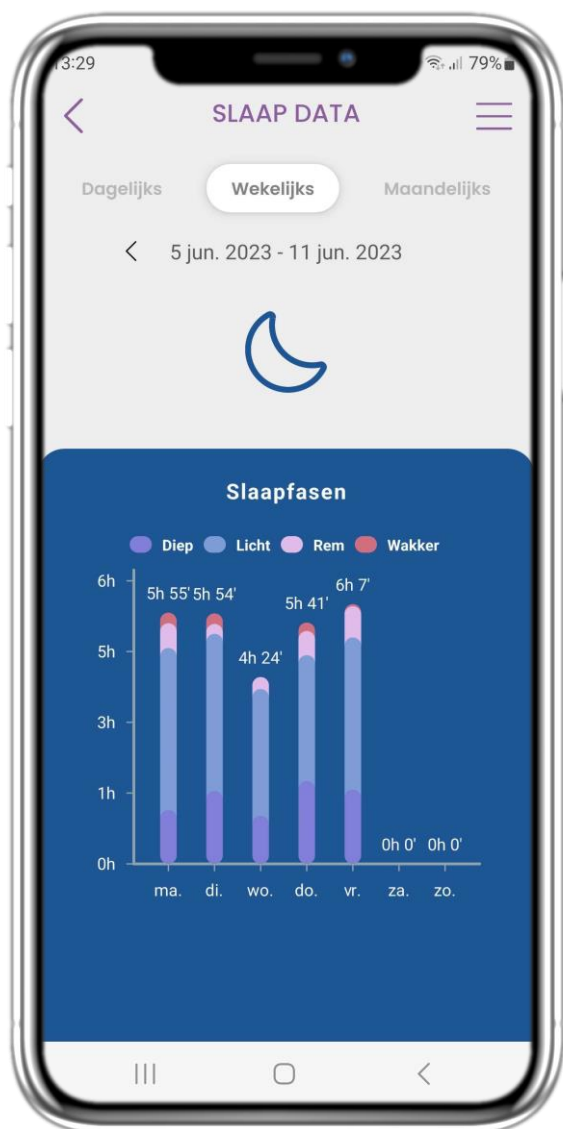 13:29 79%
SLAAP DATA
Dagelijks Wekelijks Maandelijks
5 jun. 2023 - 11 jun. 2023
Slaapfasen
Diep Licht Rem Wakker
6h
5h 55' 5h 54' 4h 24' 5h 41' 6h 7'
5h
3h
1h
0h 0' 0h 0'
0h
ma. di. wo. do. vr. za. zo.